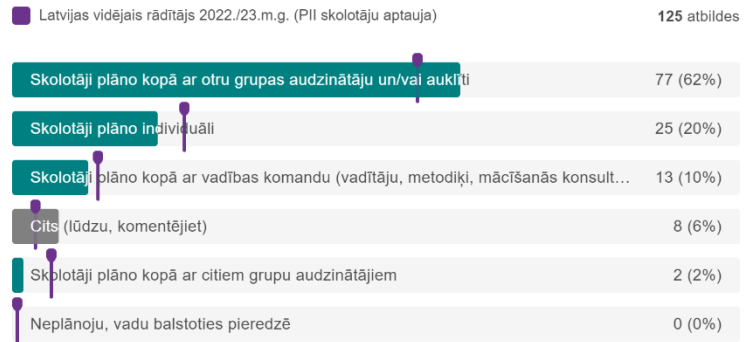 Latvijas vidējais rādītājs 2022./23.m.g. (PII skolotāju aptauja) 125 atbildes
Skolotāji plāno kopā ar otru grupas audzinātāju un/vai auklīti 77 (62%)
Skolotāji plāno individuāli 25 (20%)
Skolotāji plāno kopā ar vadības komandu (vadītāju, metodiķi, mācīšanās konsult... 13 (10%)
Cits (lūdzu, komentējiet) 8 (6%)
Skolotāji plāno kopā ar citiem grupu audzinātājiem 2 (2%)
Neplānoju, vadu balstoties pieredzē 0 (0%)